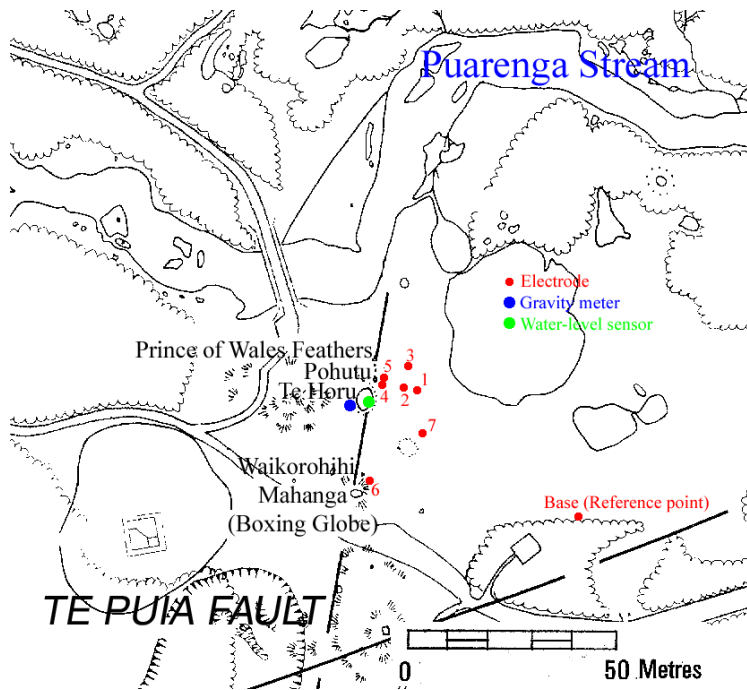 Puarenga Stream
Electrode
Gravity meter
Water-level sensor
Prince of Wales Feathers
Pohutu
Te Horu
3
5
1
4
2
7
Waikorohihi
Mahanga
(Boxing Globe)
6
Base (Reference point)
TE PUIA FAULT
0
50 Metres